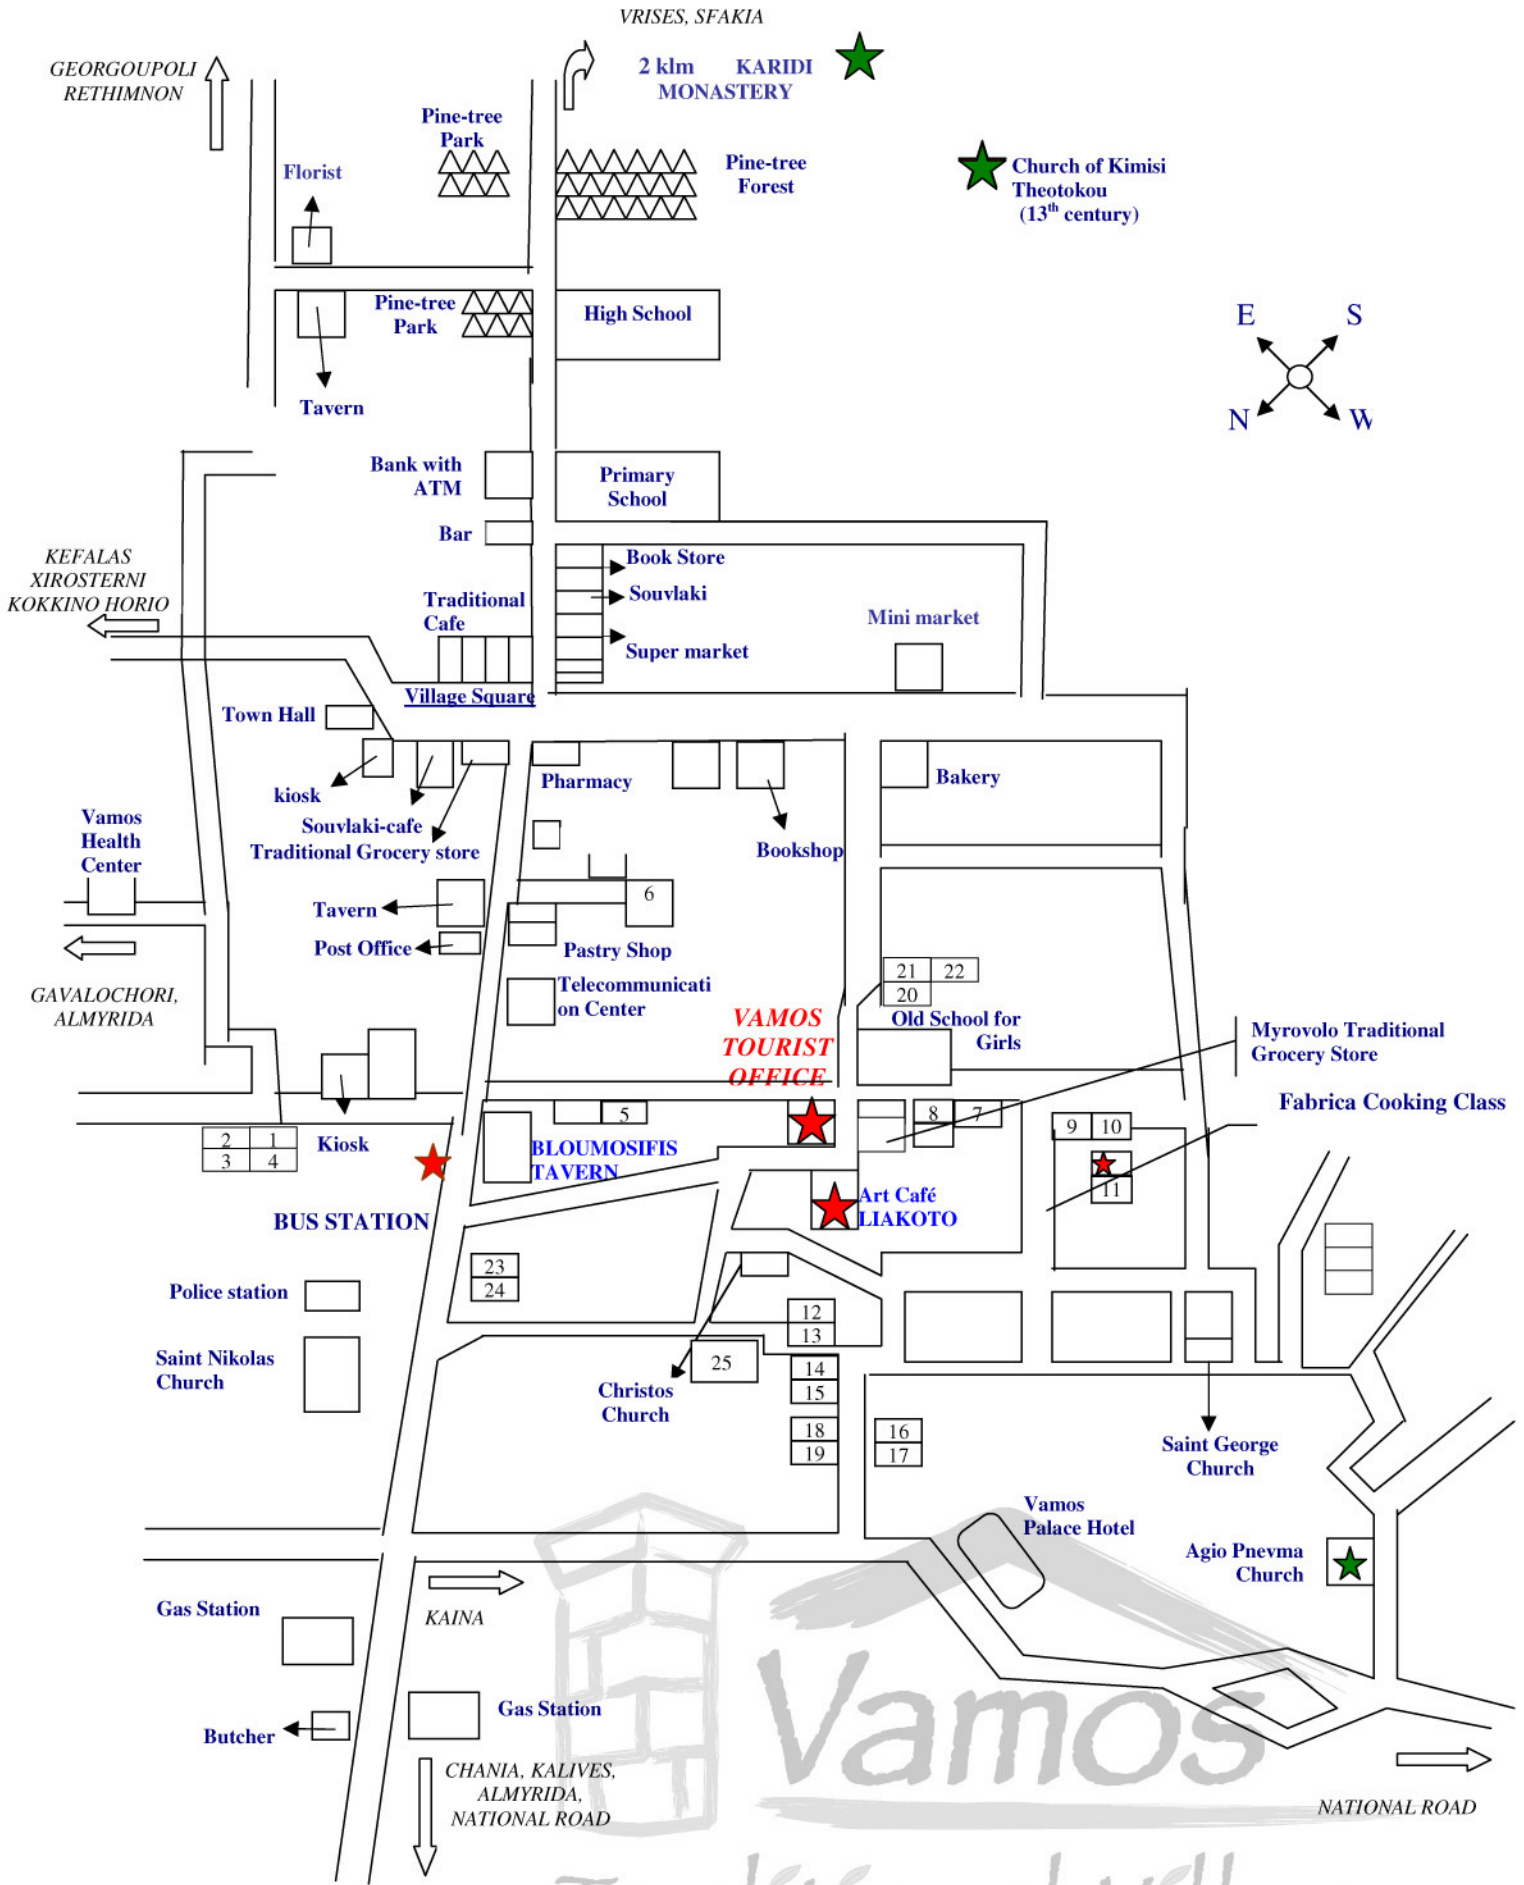 VRISES, SFAKIA
GEORGOUPOLI
RETHIMNON
2 klm KARIDI
MONASTERY
Pine-tree
Park
Florist
Pine-tree
Forest
Church of Kimisi
Theotokou
(13th century)
Pine-tree
Park
High School
E S
N W
Tavern
Bank with
ATM
Primary
School
Bar
KEFALAS
XIROSTERNI
KOKKINO HORIO
Book Store
Traditional
Cafe
Souvlaki
Mini market
Super market
Village Square
Town Hall
kiosk
Pharmacy
Bakery
Vamos
Health
Center
Souvlaki-cafe
Traditional Grocery store
Bookshop
6
Tavern
Post Office
Pastry Shop
GAVALOCHORI,
ALMYRIDA
Telecommunicati
on Center
21 22
20
VAMOS
TOURIST
OFFICE
Old School for
Girls
Myrovolo Traditional
Grocery Store
Fabrica Cooking Class
5
8 7
9 10
11
2 1
3 4
Kiosk
BLOUMOSIFIS
TAVERN
Art Café
LIAKOTO
BUS STATION
23
24
Police station
12
13
Saint Nikolas
Church
25
14
15
Christos
Church
18
19
16
17
Saint George
Church
Vamos
Palace Hotel
Agio Pnevma
Church
Gas Station
KAINA
Butcher
Gas Station
Vamos
CHANIA, KALIVES,
ALMYRIDA,
NATIONAL ROAD
NATIONAL ROAD